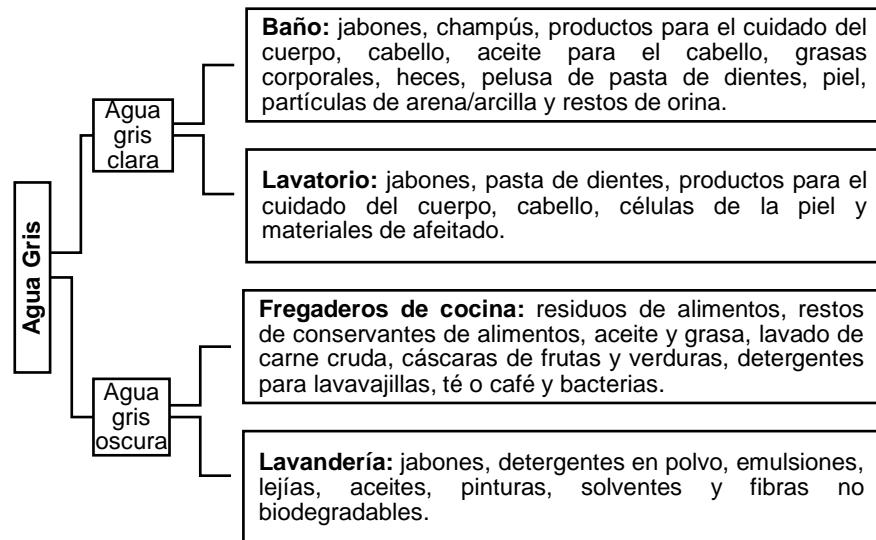 Agua Gris
Agua
gris
clara
Baño: jabones, champús, productos para el cuidado del
cuerpo, cabello, aceite para el cabello, grasas
corporales, heces, pelusa de pasta de dientes, piel,
partículas de arena/arcilla y restos de orina.
Lavatorio: jabones, pasta de dientes, productos para el
cuidado del cuerpo, cabello, células de la piel y
materiales de afeitado.
Agua
gris
oscura
Fregaderos de cocina: residuos de alimentos, restos
de conservantes de alimentos, aceite y grasa, lavado de
carne cruda, cáscaras de frutas y verduras, detergentes
para lavavajillas, té o café y bacterias.
Lavandería: jabones, detergentes en polvo, emulsiones,
lejías, aceites, pinturas, solventes y fibras no
biodegradables.